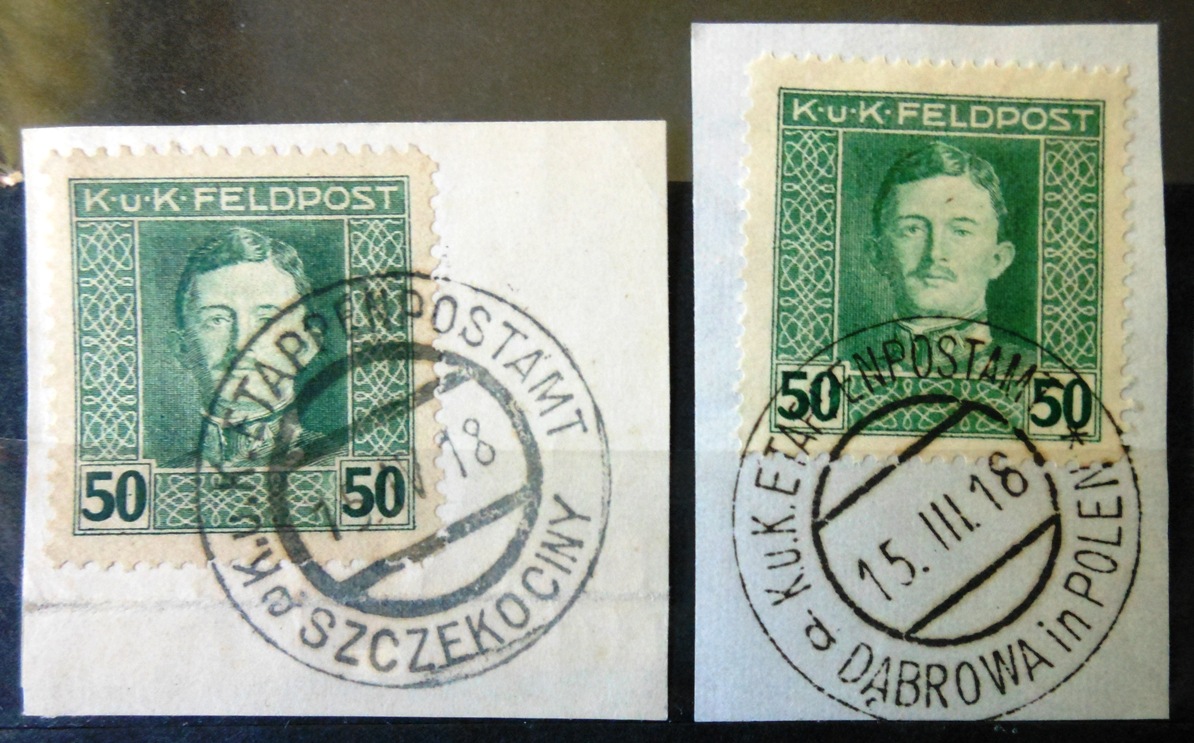 K·u·K·FELDPOST
50 50
K.u.K. ETAPPENPOSTAMT
18
a SZCZEKOCINY
K·u·K·FELDPOST
50 50
K.u.K. ETAPPENPOSTAMT *
15. III. 18
a DĄBROWA in POLEN